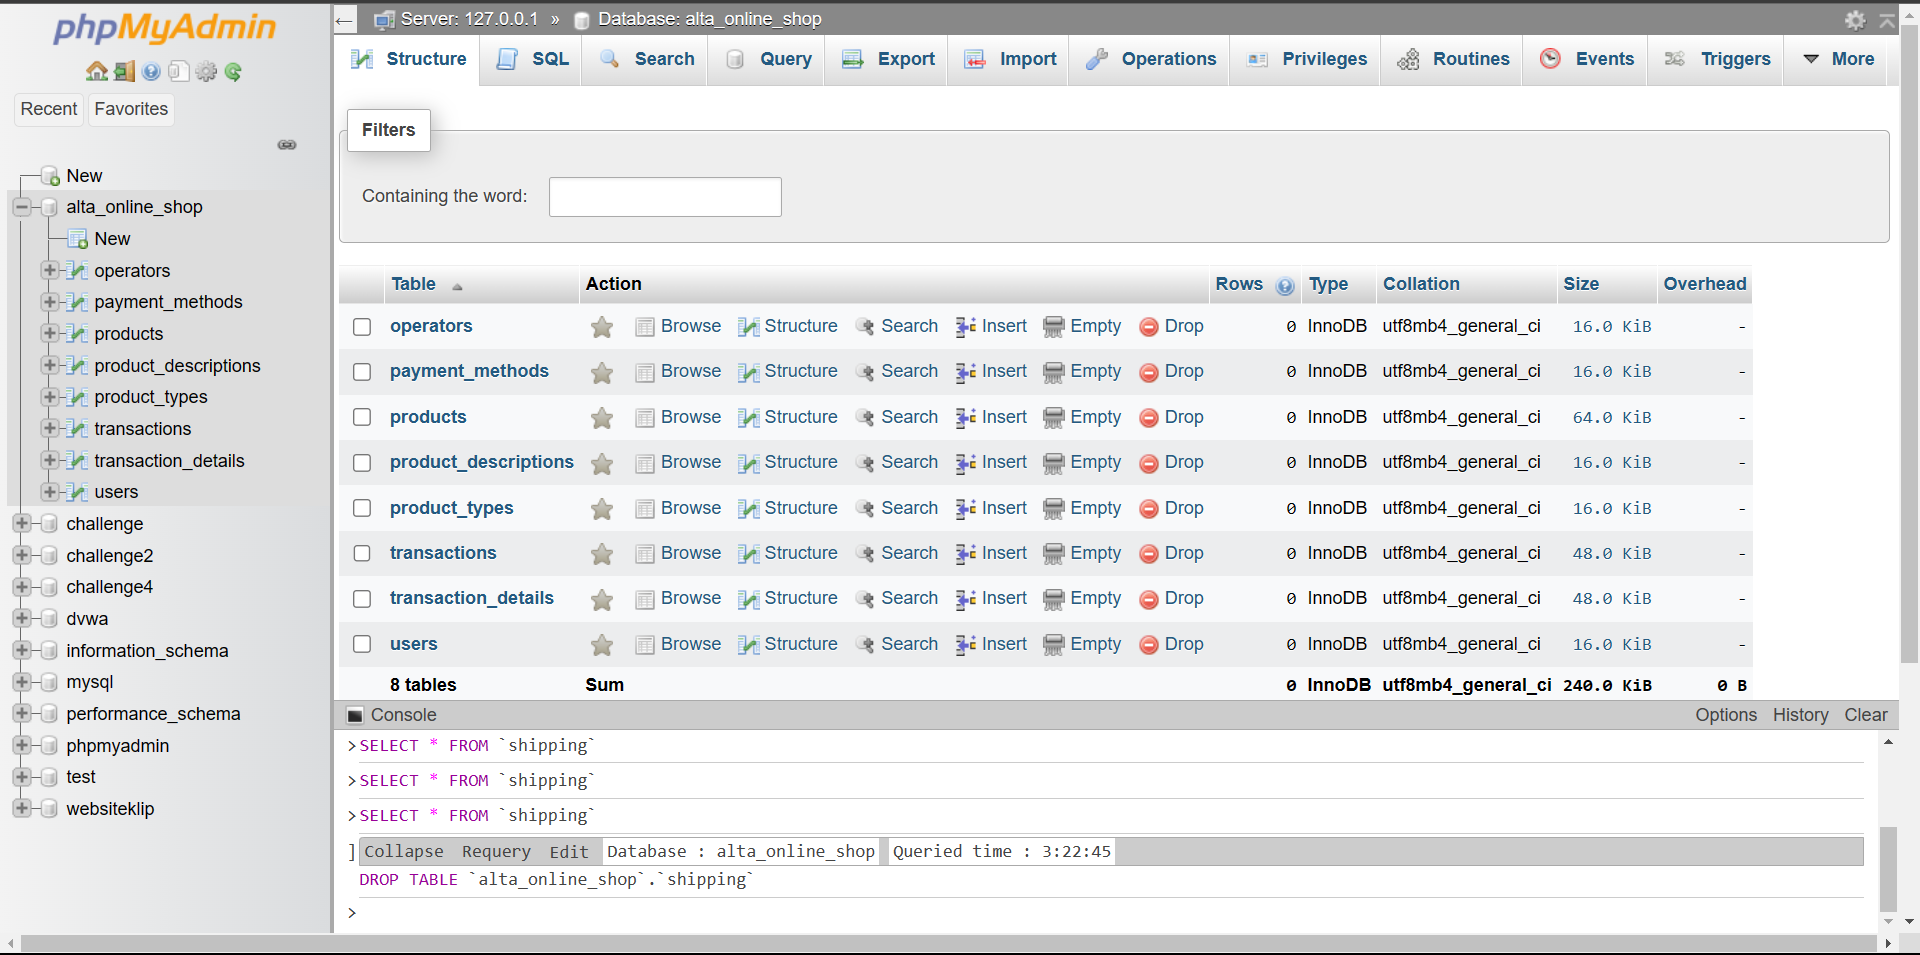 phpMyAdmin
Recent Favorites
New
alta_online_shop
New
operators
payment_methods
products
product_descriptions
product_types
transactions
transaction_details
users
challenge
challenge2
challenge4
dvwa
information_schema
mysql
performance_schema
phpmyadmin
test
websiteklip
Server: 127.0.0.1 » Database: alta_online_shop
Structure SQL Search Query Export Import Operations Privileges Routines Events Triggers More
Filters
Containing the word:
Table Action Rows Type Collation Size Overhead
operators Browse Structure Search Insert Empty Drop 0 InnoDB utf8mb4_general_ci 16.0 KiB -
payment_methods Browse Structure Search Insert Empty Drop 0 InnoDB utf8mb4_general_ci 16.0 KiB -
products Browse Structure Search Insert Empty Drop 0 InnoDB utf8mb4_general_ci 64.0 KiB -
product_descriptions Browse Structure Search Insert Empty Drop 0 InnoDB utf8mb4_general_ci 16.0 KiB -
product_types Browse Structure Search Insert Empty Drop 0 InnoDB utf8mb4_general_ci 16.0 KiB -
transactions Browse Structure Search Insert Empty Drop 0 InnoDB utf8mb4_general_ci 48.0 KiB -
transaction_details Browse Structure Search Insert Empty Drop 0 InnoDB utf8mb4_general_ci 48.0 KiB -
users Browse Structure Search Insert Empty Drop 0 InnoDB utf8mb4_general_ci 16.0 KiB -
8 tables Sum 0 InnoDB utf8mb4_general_ci 240.0 KiB 0 B
Console Options History Clear
>SELECT * FROM `shipping`
>SELECT * FROM `shipping`
>SELECT * FROM `shipping`
] Collapse Requery Edit Database : alta_online_shop Queried time : 3:22:45
DROP TABLE `alta_online_shop`.`shipping`
>